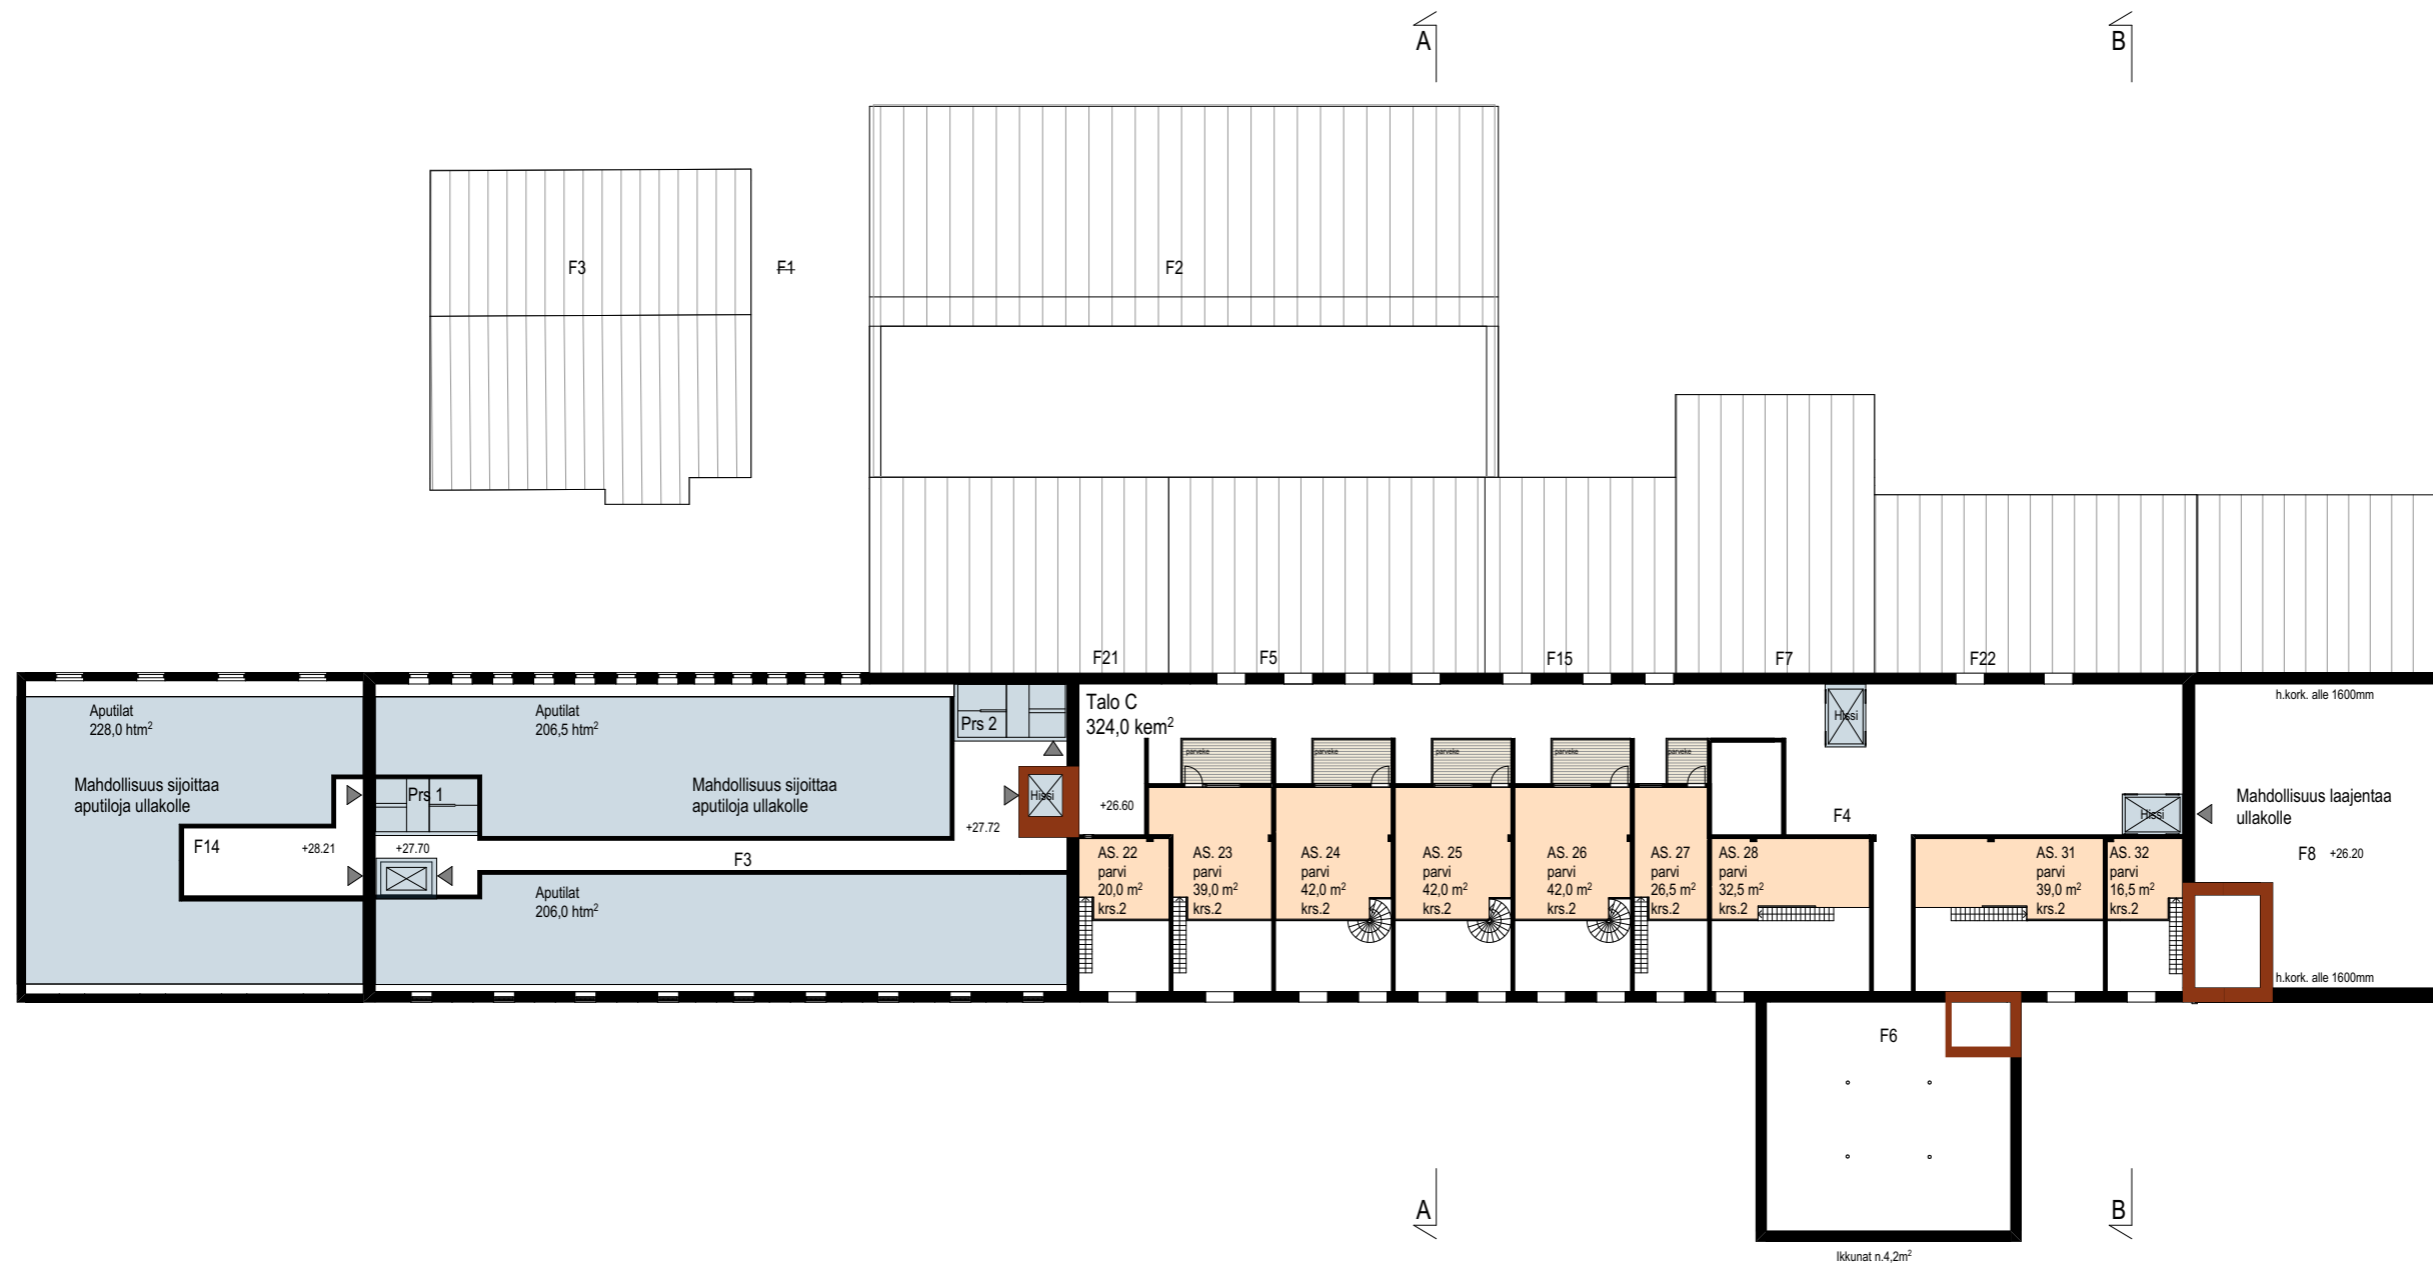 A
B
F3
F1
F2
F21
F5
F15
F7
F22
Aputilat
228,0 htm²
Mahdollisuus sijoittaa
aputiloja ullakolle
F14
+28.21
Aputilat
206,5 htm²
Mahdollisuus sijoittaa
aputiloja ullakolle
Prs 1
+27.70
F3
Aputilat
206,0 htm²
Prs 2
Hissi
+27.72
Talo C
324,0 kem²
+26.60
parveke
parveke
parveke
parveke
parveke
Hissi
Hissi
F4
AS. 22
parvi
20,0 m²
krs.2
AS. 23
parvi
39,0 m²
krs.2
AS. 24
parvi
42,0 m²
krs.2
AS. 25
parvi
42,0 m²
krs.2
AS. 26
parvi
42,0 m²
krs.2
AS. 27
parvi
26,5 m²
krs.2
AS. 28
parvi
32,5 m²
krs.2
AS. 31
parvi
39,0 m²
krs.2
AS. 32
parvi
16,5 m²
krs.2
h.kork. alle 1600mm
Mahdollisuus laajentaa
ullakolle
F8 +26.20
h.kork. alle 1600mm
F6
A
B
Ikkunat n.4,2m²